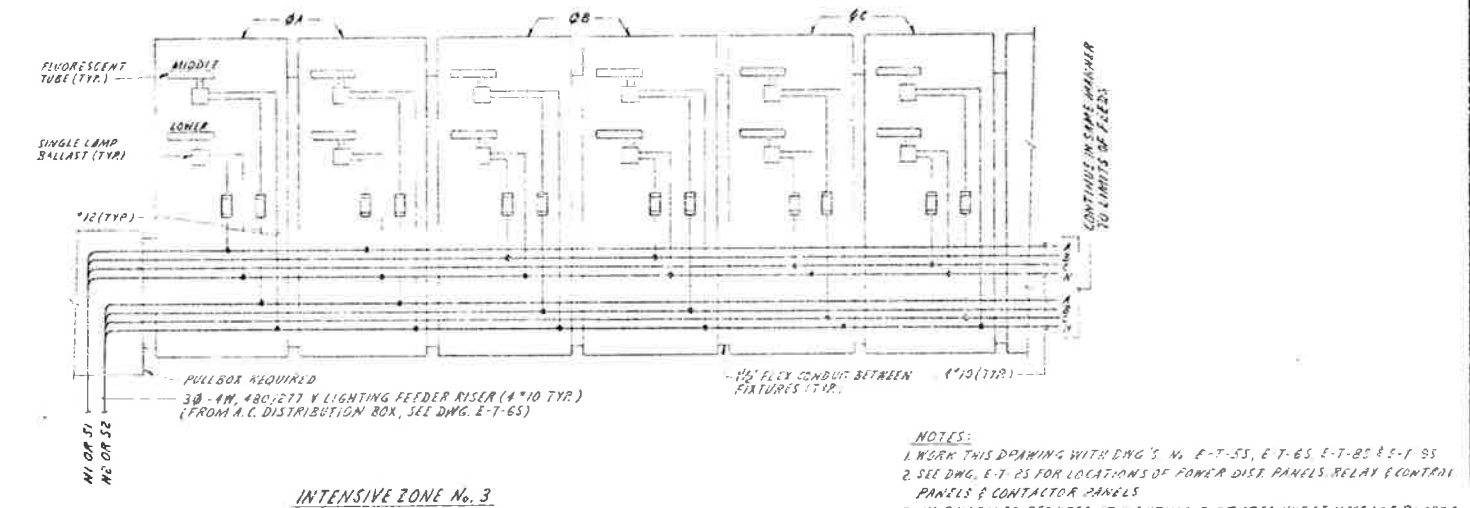 ØA ØB ØC
FLUORESCENT
TUBE (TYP.)
MIDDLE
LOWER
SINGLE LAMP
BALLAST (TYP.)
#12 (TYP.)
CONTINUE IN SAME MANNER
TO LIMITS OF FEEDS
PULLBOX REQUIRED
3Ø-4W, 480/277 V LIGHTING FEEDER RISER (4 #10 TYP.)
(FROM A.C. DISTRIBUTION BOX, SEE DWG. E-T-6S)
1½" FLEX CONDUIT BETWEEN
FIXTURES (TYP.)
4 #10 (TYP.)
N1 OR S1
N2 OR S2
INTENSIVE ZONE No. 3
NOTES:
1. WORK THIS DRAWING WITH DWG'S. No. E-T-5S, E-T-6S, E-T-8S & E-T-9S
2. SEE DWG. E-T-2S FOR LOCATIONS OF POWER DIST. PANELS, RELAY & CONTROL
PANELS & CONTACTOR PANELS